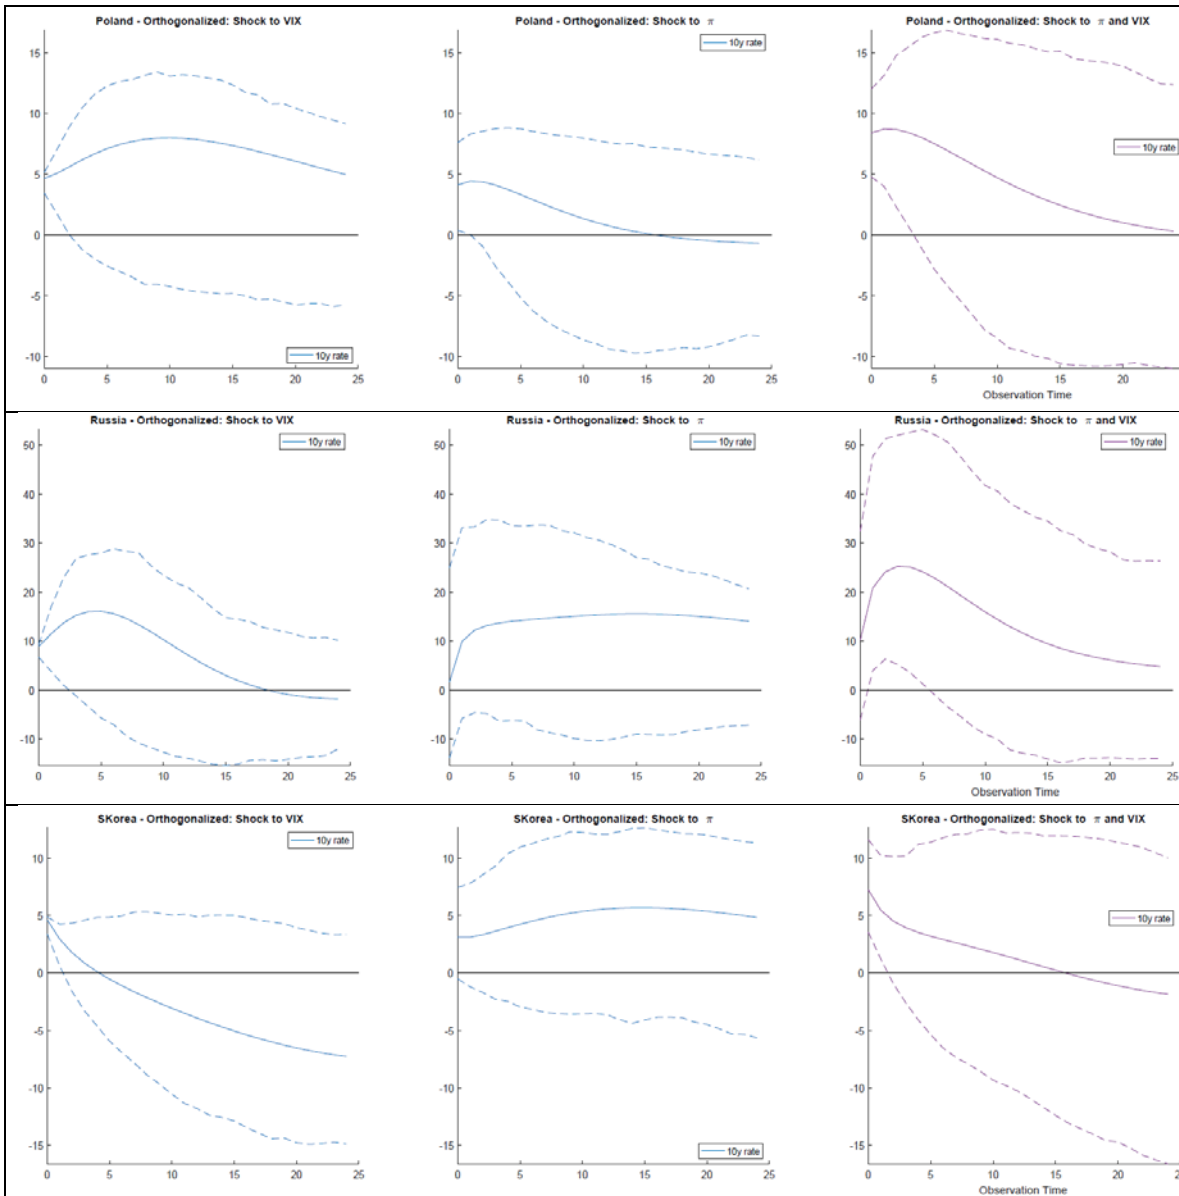 Poland - Orthogonalized: Shock to VIX
15
10
5
0
-5
-10
10y rate
0 5 10 15 20 25
Poland - Orthogonalized: Shock to π
10y rate
15
10
5
0
-5
-10
0 5 10 15 20 25
Poland - Orthogonalized: Shock to π and VIX
15
10
10y rate
5
0
-5
-10
0 5 10 15 20
Observation Time
Russia - Orthogonalized: Shock to VIX
10y rate
50
40
30
20
10
0
-10
0 5 10 15 20 25
Russia - Orthogonalized: Shock to π
10y rate
50
40
30
20
10
0
-10
0 5 10 15 20 25
Russia - Orthogonalized: Shock to π and VIX
10y rate
50
40
30
20
10
0
-10
0 5 10 15 20 25
Observation Time
SKorea - Orthogonalized: Shock to VIX
10y rate
10
5
0
-5
-10
-15
0 5 10 15 20 25
SKorea - Orthogonalized: Shock to π
10
5
0
-5
-10
-15
10y rate
0 5 10 15 20 25
SKorea - Orthogonalized: Shock to π and VIX
10
10y rate
5
0
-5
-10
-15
0 5 10 15 20 25
Observation Time